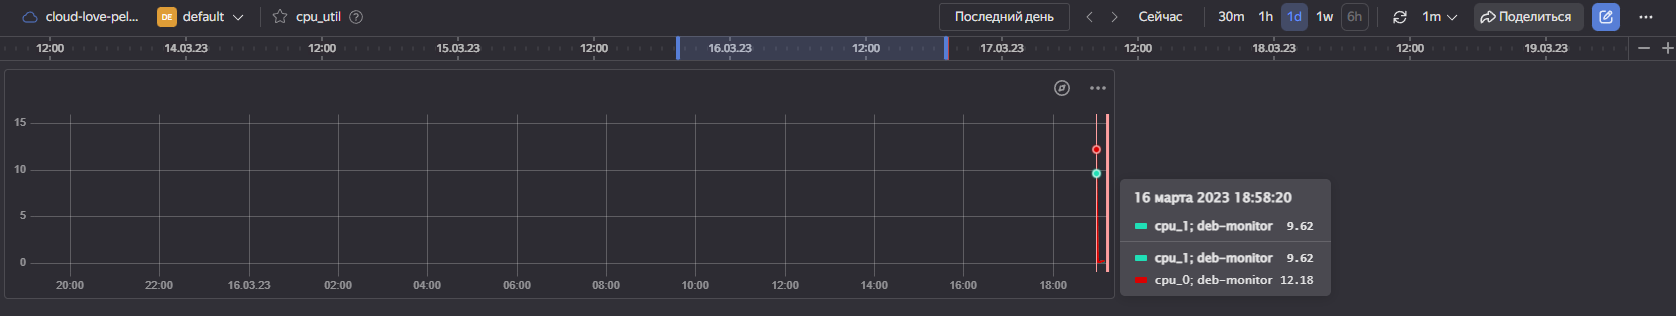 cloud-love-pel... DE default cpu_util ? Последний день Сейчас 30m 1h 1d 1w 6h 1m Поделиться
12:00 14.03.23 12:00 15.03.23 12:00 16.03.23 12:00 17.03.23 12:00 18.03.23 12:00 19.03.23
15
10
5
0
20:00 22:00 16.03.23 02:00 04:00 06:00 08:00 10:00 12:00 14:00 16:00 18:00
16 марта 2023 18:58:20
cpu_1; deb-monitor 9.62
cpu_1; deb-monitor 9.62
cpu_0; deb-monitor 12.18